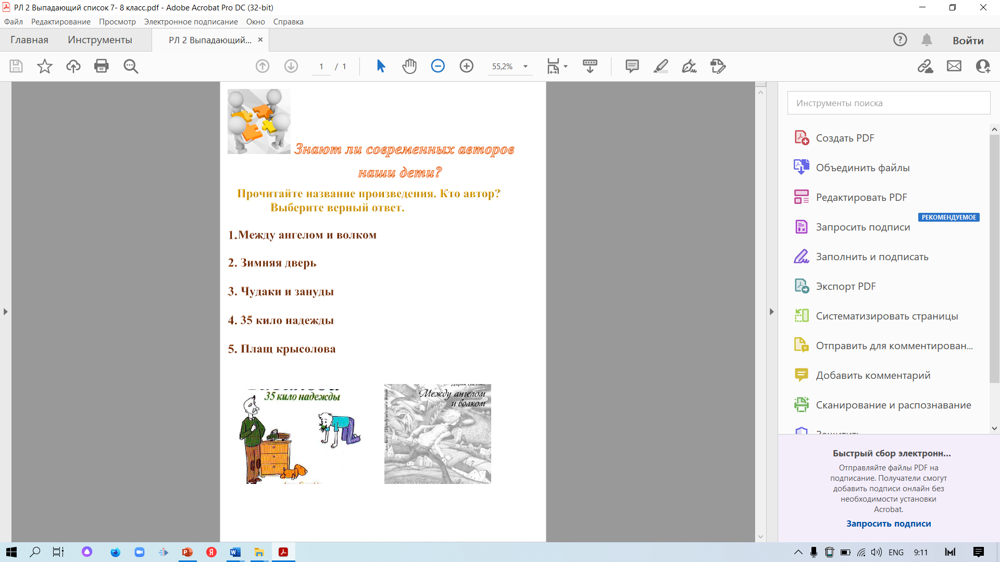 РЛ 2 Выпадающий список 7- 8 класс.pdf - Adobe Acrobat Pro DC (32-bit)
Файл Редактирование Просмотр Электронное подписание Окно Справка
Главная Инструменты РЛ 2 Выпадающий... × Войти
1 / 1 55,2%
Инструменты поиска
Знают ли современных авторов
наши дети?
Прочитайте название произведения. Кто автор?
Выберите верный ответ.
1.Между ангелом и волком
2. Зимняя дверь
3. Чудаки и зануды
4. 35 кило надежды
5. Плащ крысолова
35 кило надежды
Между ангелом
и волком
Между ангелом и волком
Создать PDF
Объединить файлы
Редактировать PDF
РЕКОМЕНДУЕМОЕ
Запросить подписи
Заполнить и подписать
Экспорт PDF
Систематизировать страницы
Отправить для комментирован...
Добавить комментарий
Сканирование и распознавание
Защитить
Быстрый сбор электронн...
Отправляйте файлы PDF на
подписание. Получатели смогут
добавить подписи онлайн без
необходимости установки
Acrobat.
Запросить подписи
ENG 9:11